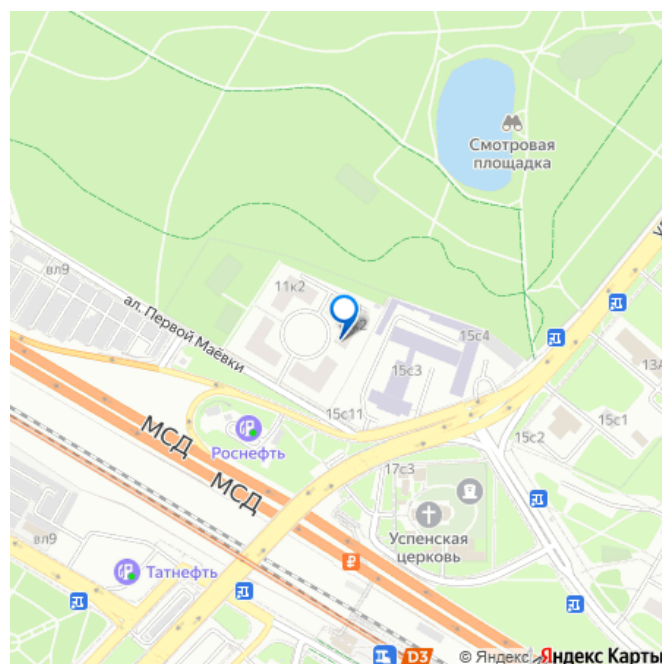 Смотровая
площадка
вл9
11к2
ал. Первой Маёвки
15с4
15с3
13А
15с11
15с1
15с2
МСД
Роснефть
МСД
17с3
Успенская
церковь
вл9
Татнефть
₽
D3
© Яндекс Яндекс Карты